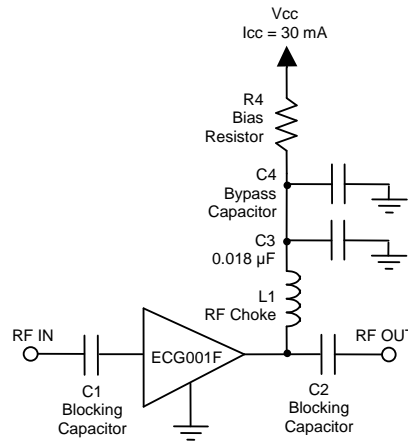 Vcc
Icc = 30 mA
R4
Bias
Resistor
C4
Bypass
Capacitor
C3
0.018 µF
L1
RF Choke
RF IN
ECG001F
RF OUT
C1
Blocking
Capacitor
C2
Blocking
Capacitor